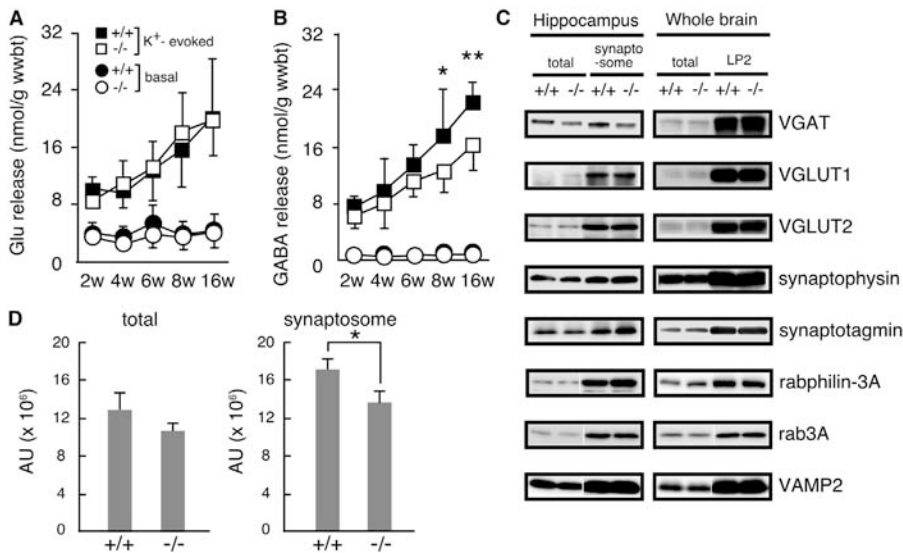 A
Glu release (nmol/g wwbt)
32
24
16
8
0
+/+
-/-
K+- evoked
+/+
-/-
basal
2w 4w 6w 8w 16w
B
GABA release (nmol/g wwbt)
32
24
16
8
0
*
**
2w 4w 6w 8w 16w
C
Hippocampus
Whole brain
total
synapto
-some
total
LP2
+/+ -/- +/+ -/-
+/+ -/- +/+ -/-
VGAT
VGLUT1
VGLUT2
synaptophysin
synaptotagmin
rabphilin-3A
rab3A
VAMP2
D
total
AU (x 10⁶)
20
16
12
8
4
0
+/+ -/-
synaptosome
*
AU (x 10⁶)
20
16
12
8
4
0
+/+ -/-